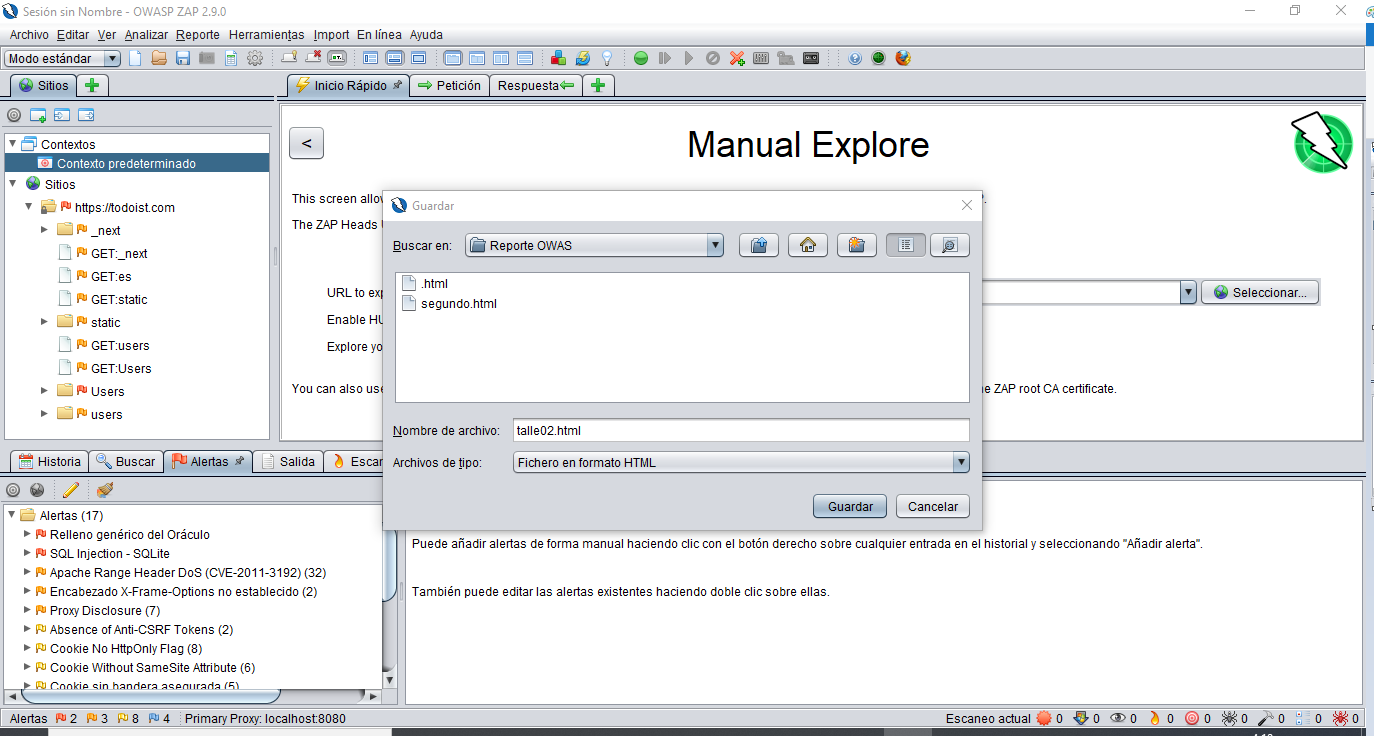 Sesión sin Nombre - OWASP ZAP 2.9.0
Archivo Editar Ver Analizar Reporte Herramientas Import En línea Ayuda
Modo estándar
Sitios
Inicio Rápido
Petición
Respuesta
Contextos
Contexto predeterminado
Sitios
https://todoist.com
_next
GET:_next
GET:es
GET:static
static
GET:users
GET:Users
Users
users
<
Manual Explore
This screen allow
The ZAP Heads
URL to exp
Enable HU
Explore yo
You can also use
e ZAP root CA certificate.
Seleccionar...
Guardar
Buscar en:
Reporte OWAS
.html
segundo.html
Nombre de archivo:
talle02.html
Archivos de tipo:
Fichero en formato HTML
Guardar
Cancelar
Historia
Buscar
Alertas
Salida
Escar
Alertas (17)
Relleno genérico del Oráculo
SQL Injection - SQLite
Apache Range Header DoS (CVE-2011-3192) (32)
Encabezado X-Frame-Options no establecido (2)
Proxy Disclosure (7)
Absence of Anti-CSRF Tokens (2)
Cookie No HttpOnly Flag (8)
Cookie Without SameSite Attribute (6)
Cookie sin bandera asegurada (5)
Puede añadir alertas de forma manual haciendo clic con el botón derecho sobre cualquier entrada en el historial y seleccionando "Añadir alerta".
También puede editar las alertas existentes haciendo doble clic sobre ellas.
Alertas 2 3 8 4 Primary Proxy: localhost:8080
Escaneo actual 0 0 0 0 0 0 0 0 0